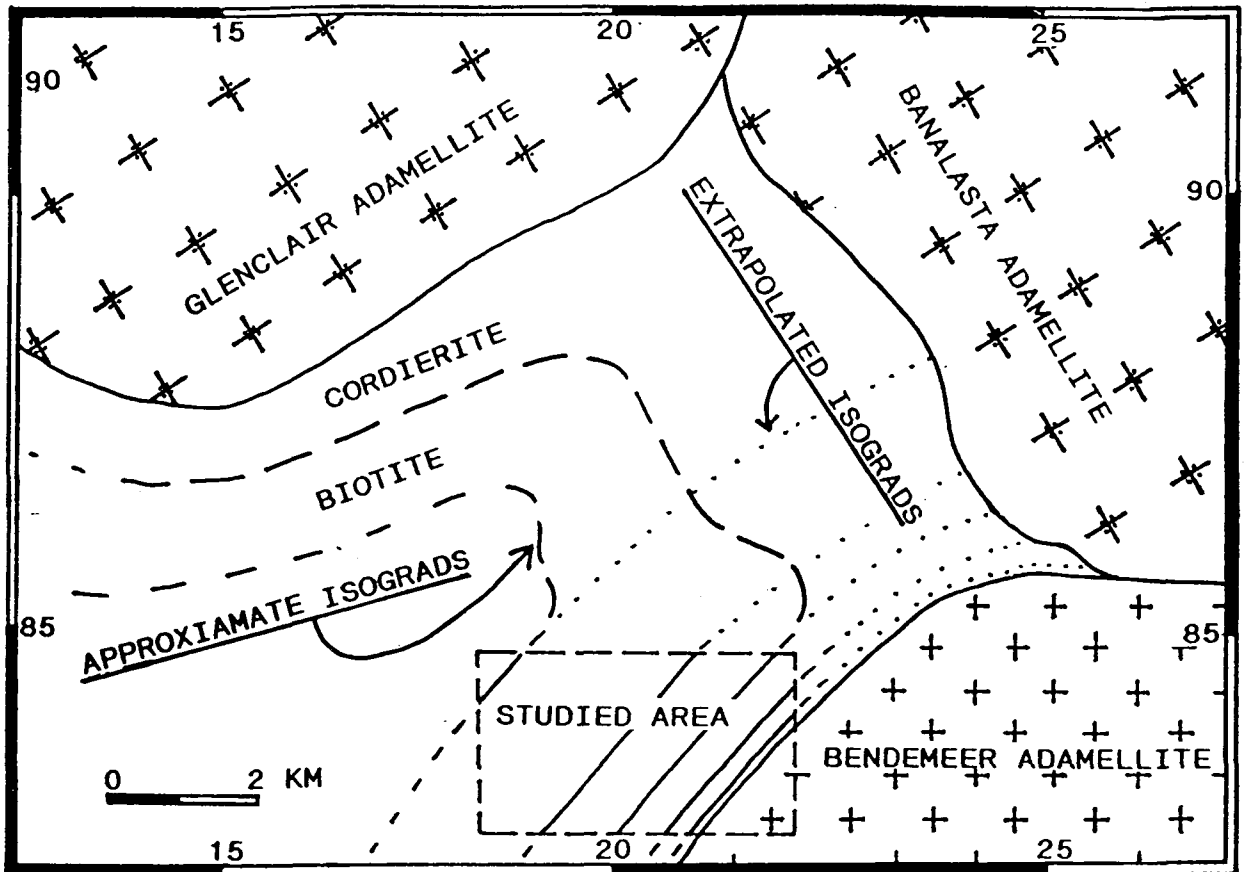 15
20
25
90
GLENCLAIR ADAMELLITE
BANALASTA ADAMELLITE
90
EXTRAPOLATED ISOGRADS
CORDIERITE
BIOTITE
APPROXIAMATE ISOGRADS
85
85
STUDIED AREA
BENDEMEER ADAMELLITE
0 2 KM
15
20
25